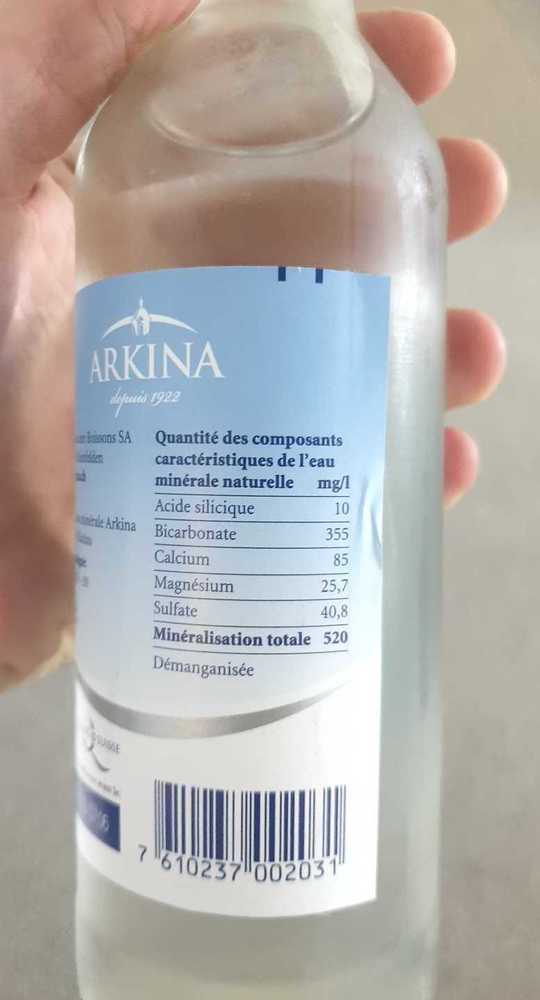 ARKINA
depuis 1922
Boissons SA
Quantité des composants
caractéristiques de l'eau
minérale naturelle mg/l
Acide silicique 10
Bicarbonate 355
Calcium 85
Magnésium 25,7
Sulfate 40,8
Minéralisation totale 520
Démanganisée
minérale Arkina
SUISSE
7 610237 002031